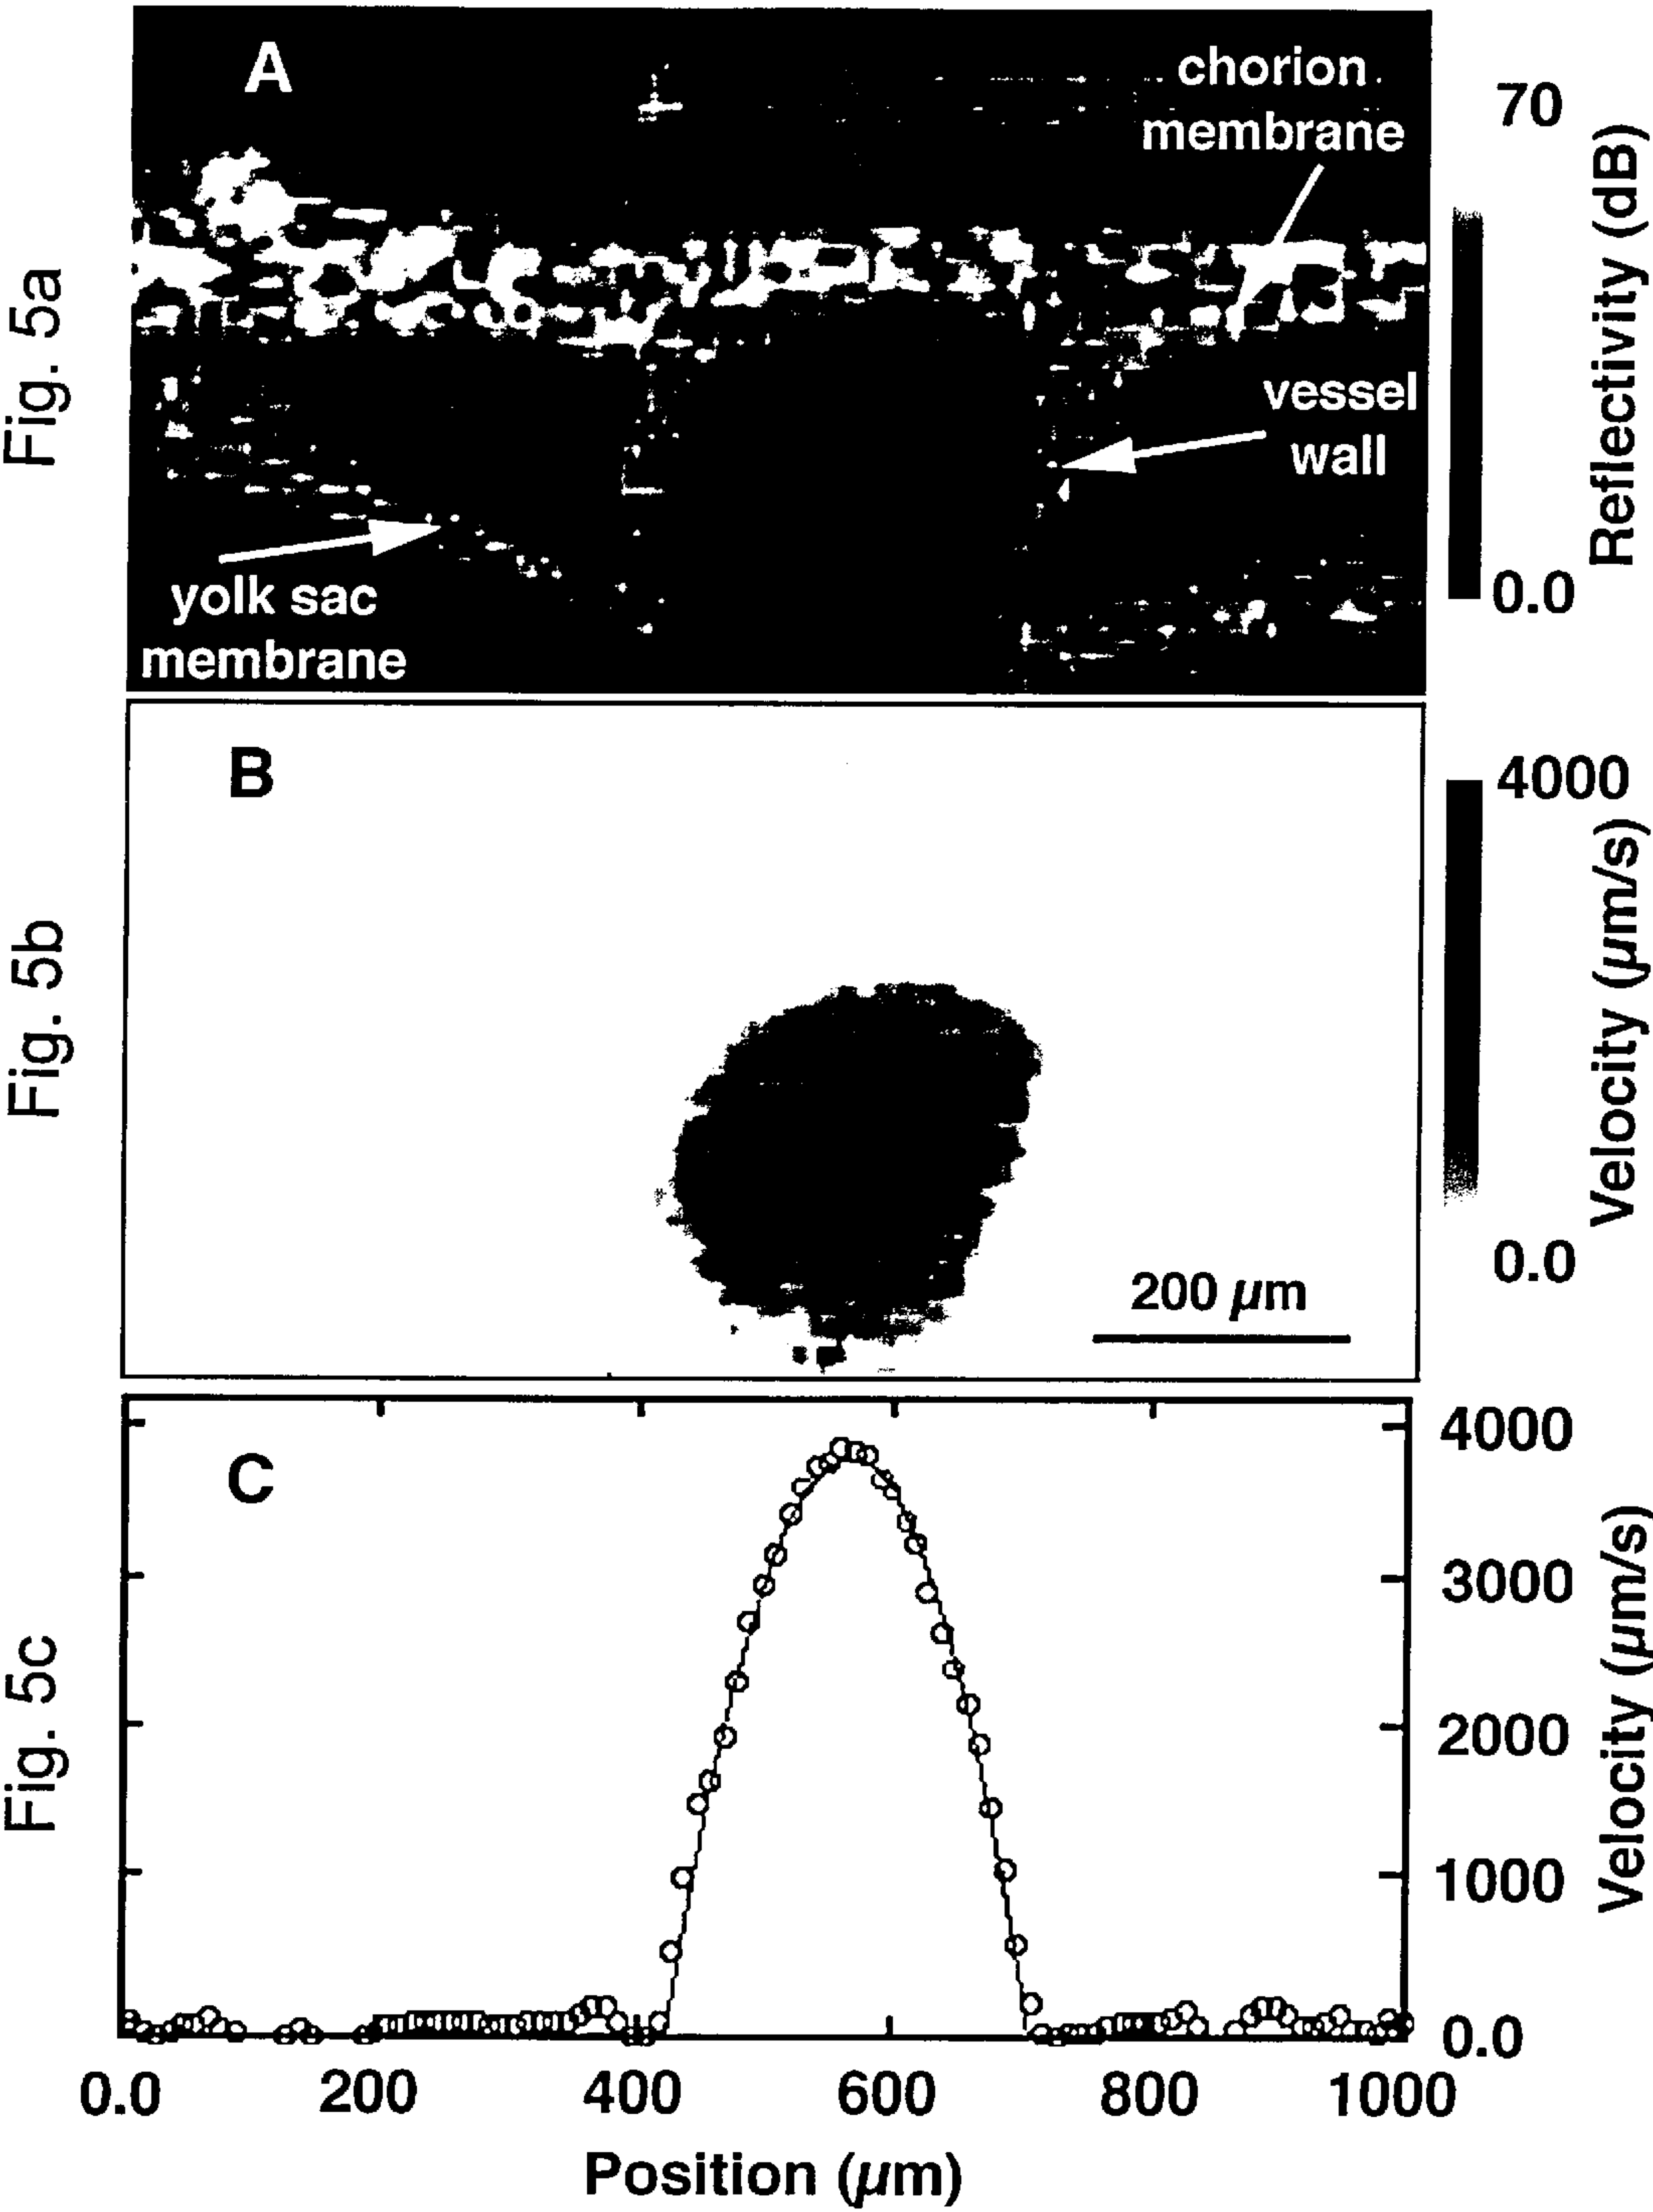 Fig. 5a
A
chorion
membrane
vessel
wall
yolk sac
membrane
70
0.0
Reflectivity (dB)
Fig. 5b
B
200 μm
4000
0.0
Velocity (μm/s)
Fig. 5c
C
4000
3000
2000
1000
0.0
Velocity (μm/s)
0.0 200 400 600 800 1000
Position (μm)